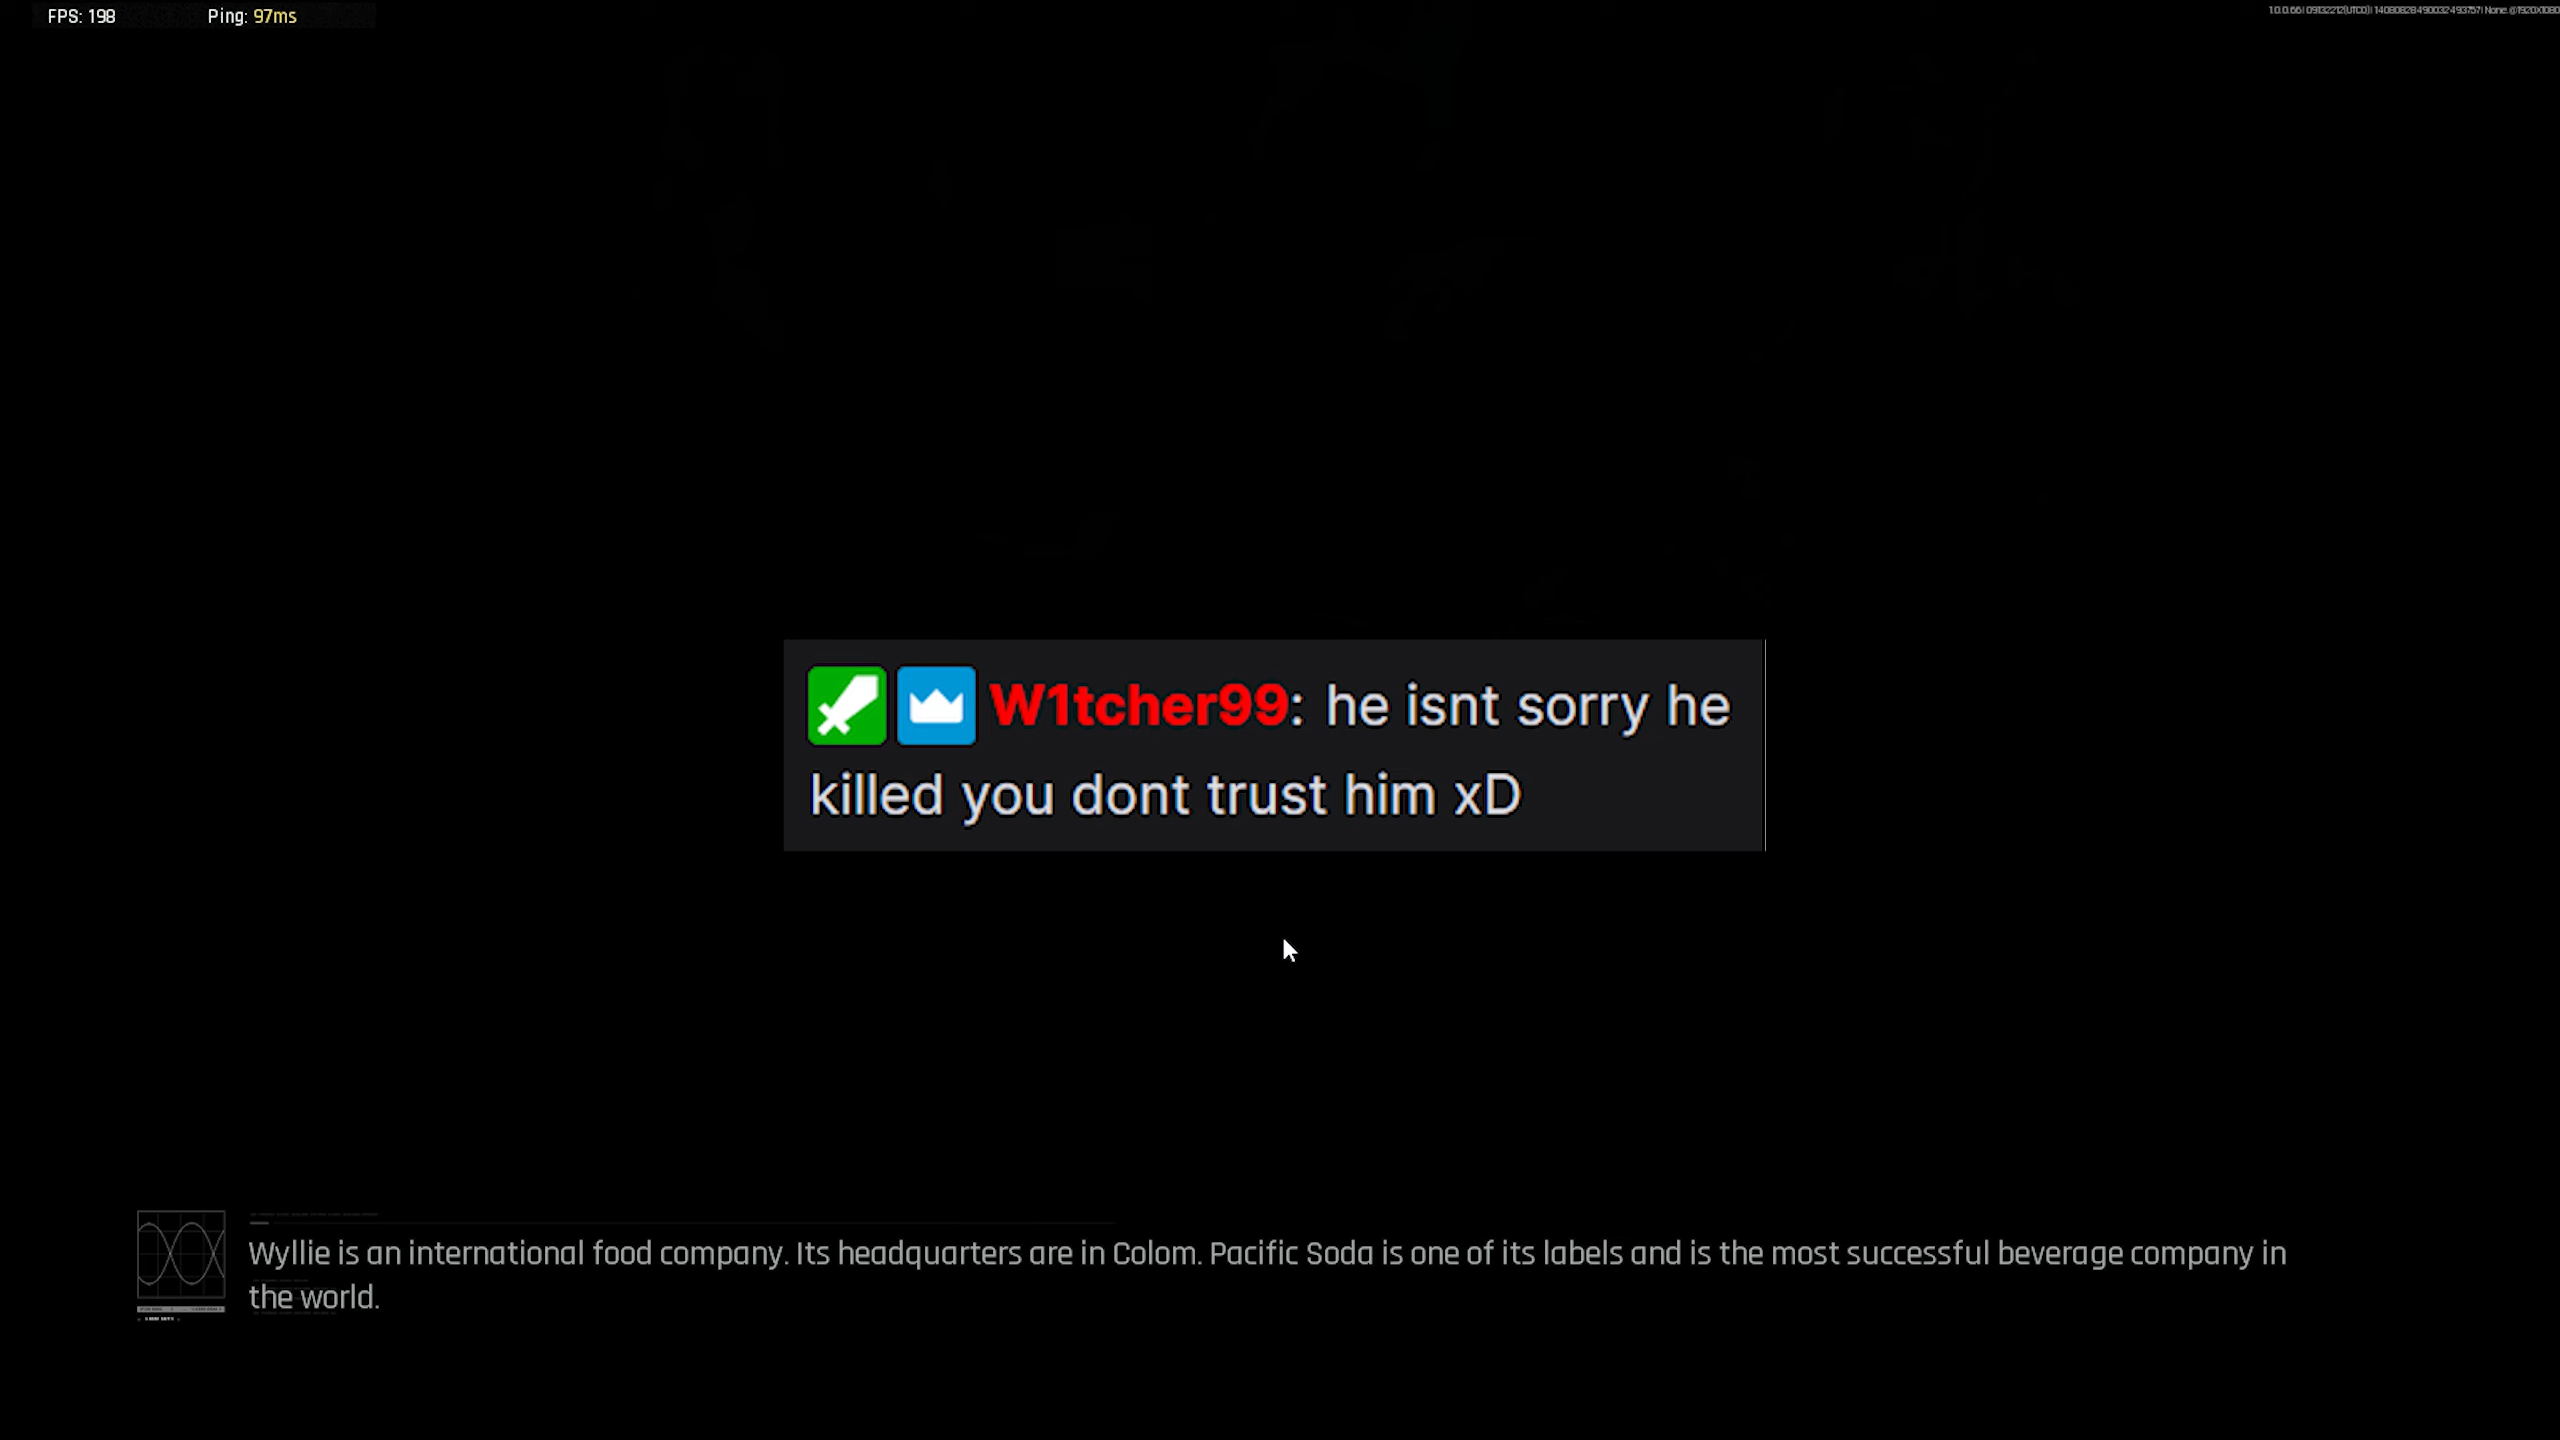 FPS: 198 Ping: 97ms
W1tcher99: he isnt sorry he
killed you dont trust him xD
Wyllie is an international food company. Its headquarters are in Colom. Pacific Soda is one of its labels and is the most successful beverage company in
the world.